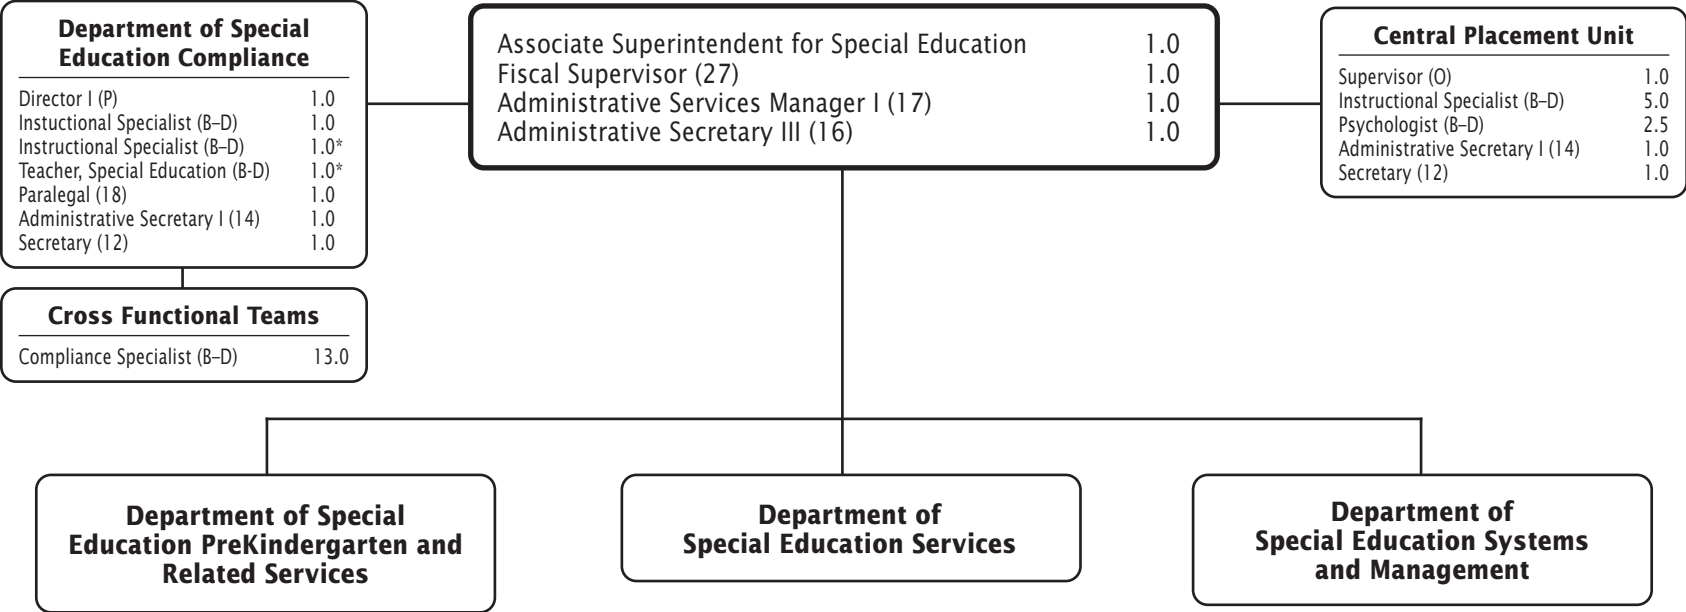 Department of Special
Education Compliance
Director I (P) 1.0
Instuctional Specialist (B–D) 1.0
Instructional Specialist (B–D) 1.0*
Teacher, Special Education (B-D) 1.0*
Paralegal (18) 1.0
Administrative Secretary I (14) 1.0
Secretary (12) 1.0
Cross Functional Teams
Compliance Specialist (B–D) 13.0
Associate Superintendent for Special Education 1.0
Fiscal Supervisor (27) 1.0
Administrative Services Manager I (17) 1.0
Administrative Secretary III (16) 1.0
Central Placement Unit
Supervisor (O) 1.0
Instructional Specialist (B–D) 5.0
Psychologist (B–D) 2.5
Administrative Secretary I (14) 1.0
Secretary (12) 1.0
Department of Special
Education PreKindergarten and
Related Services
Department of
Special Education Services
Department of
Special Education Systems
and Management